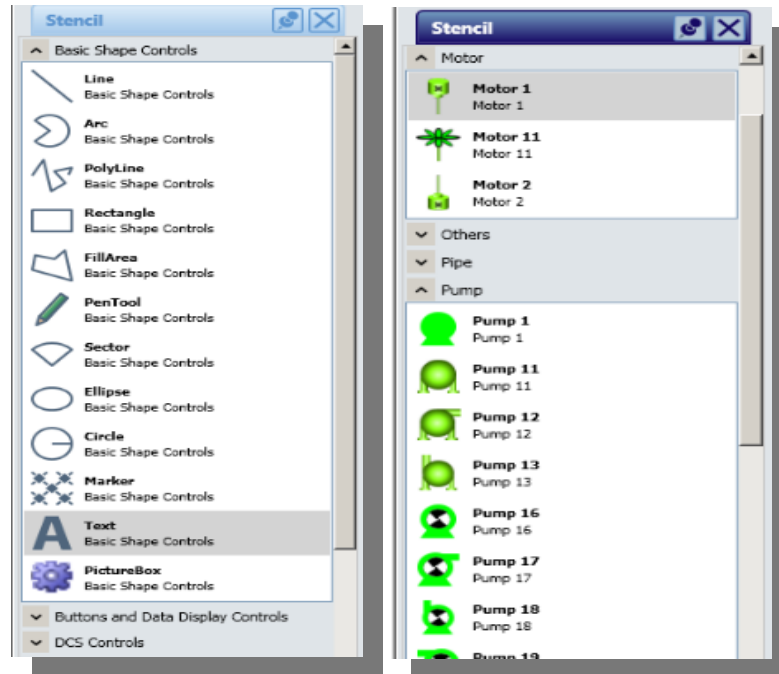 Stencil
Basic Shape Controls
Line
Basic Shape Controls
Arc
Basic Shape Controls
PolyLine
Basic Shape Controls
Rectangle
Basic Shape Controls
FillArea
Basic Shape Controls
PenTool
Basic Shape Controls
Sector
Basic Shape Controls
Ellipse
Basic Shape Controls
Circle
Basic Shape Controls
Marker
Basic Shape Controls
Text
Basic Shape Controls
PictureBox
Basic Shape Controls
Buttons and Data Display Controls
DCS Controls
Stencil
Motor
Motor 1
Motor 1
Motor 11
Motor 11
Motor 2
Motor 2
Others
Pipe
Pump
Pump 1
Pump 1
Pump 11
Pump 11
Pump 12
Pump 12
Pump 13
Pump 13
Pump 16
Pump 16
Pump 17
Pump 17
Pump 18
Pump 18
Pump 19